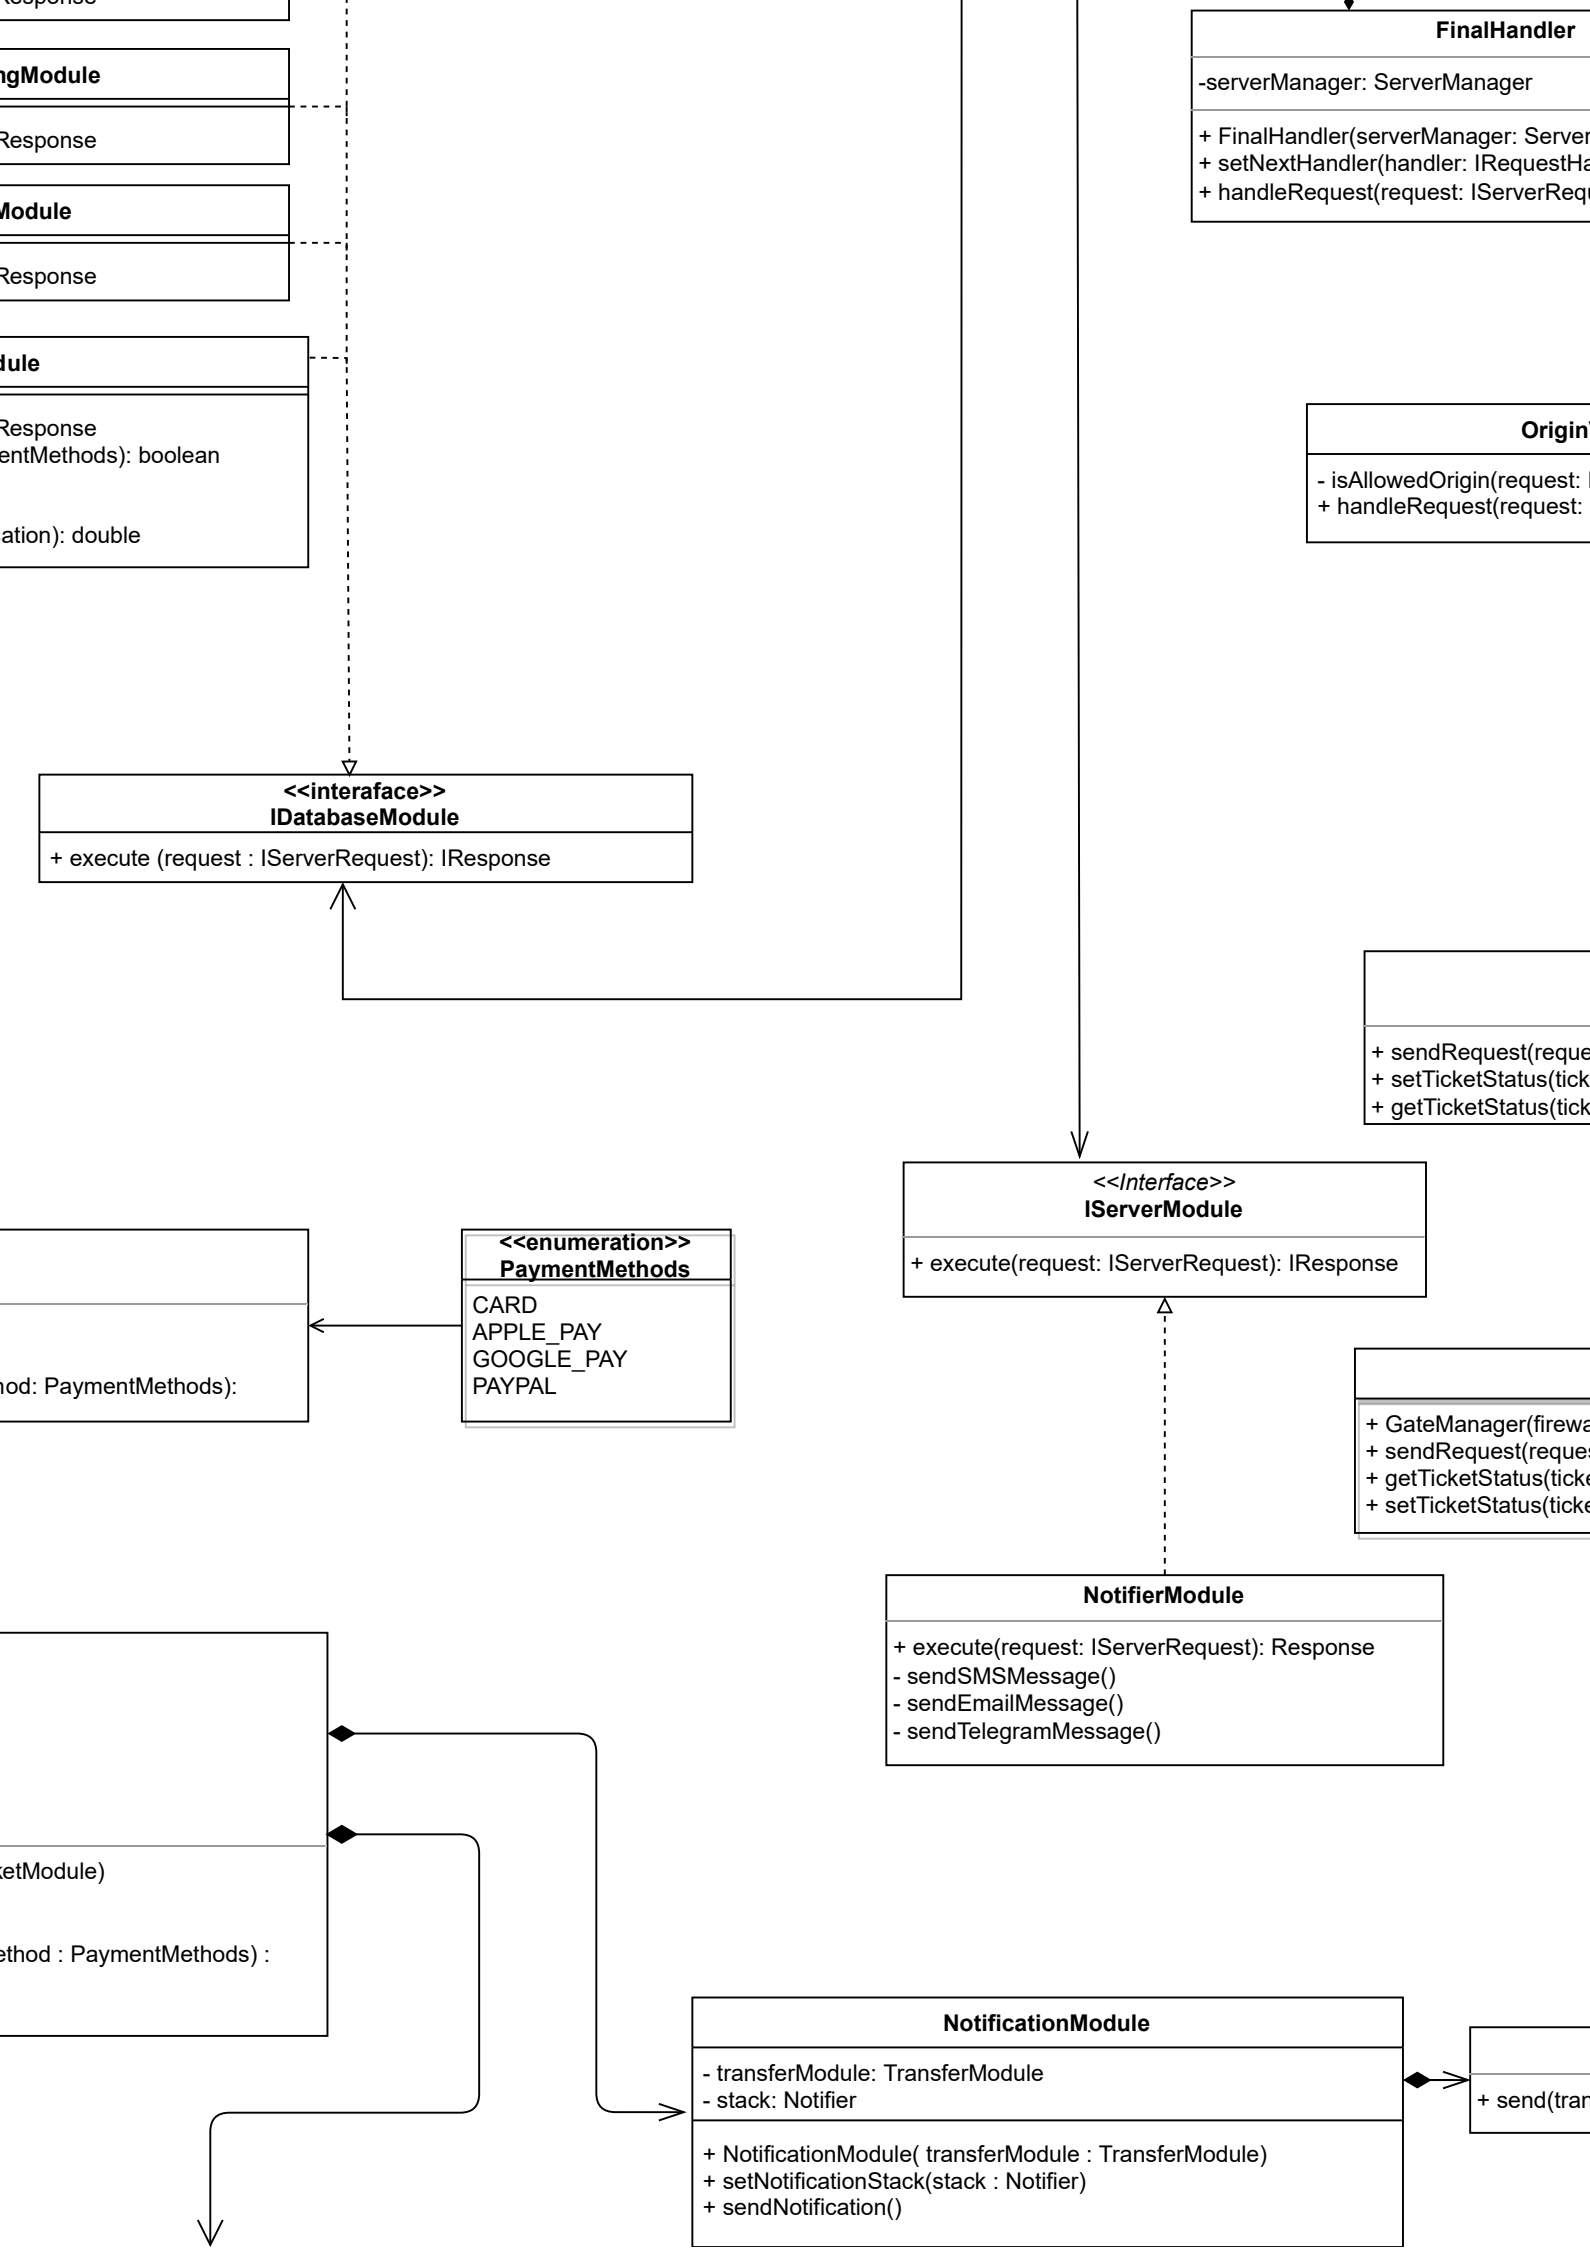 Response
FinalHandler
-serverManager: ServerManager
+ FinalHandler(serverManager: Server
+ setNextHandler(handler: IRequestHa
+ handleRequest(request: IServerRequ
ngModule
Response
Module
Response
dule
Response
entMethods): boolean
ation): double
Origin
- isAllowedOrigin(request:
+ handleRequest(request:
<<interaface>>
IDatabaseModule
+ execute (request : IServerRequest): IResponse
+ sendRequest(reque
+ setTicketStatus(tick
+ getTicketStatus(tick
<<Interface>>
IServerModule
+ execute(request: IServerRequest): IResponse
<<enumeration>>
PaymentMethods
CARD
APPLE_PAY
GOOGLE_PAY
PAYPAL
hod: PaymentMethods):
+ GateManager(firewa
+ sendRequest(reques
+ getTicketStatus(ticke
+ setTicketStatus(ticke
NotifierModule
+ execute(request: IServerRequest): Response
- sendSMSMessage()
- sendEmailMessage()
- sendTelegramMessage()
ketModule)
ethod : PaymentMethods) :
NotificationModule
- transferModule: TransferModule
- stack: Notifier
+ NotificationModule( transferModule : TransferModule)
+ setNotificationStack(stack : Notifier)
+ sendNotification()
+ send(tran